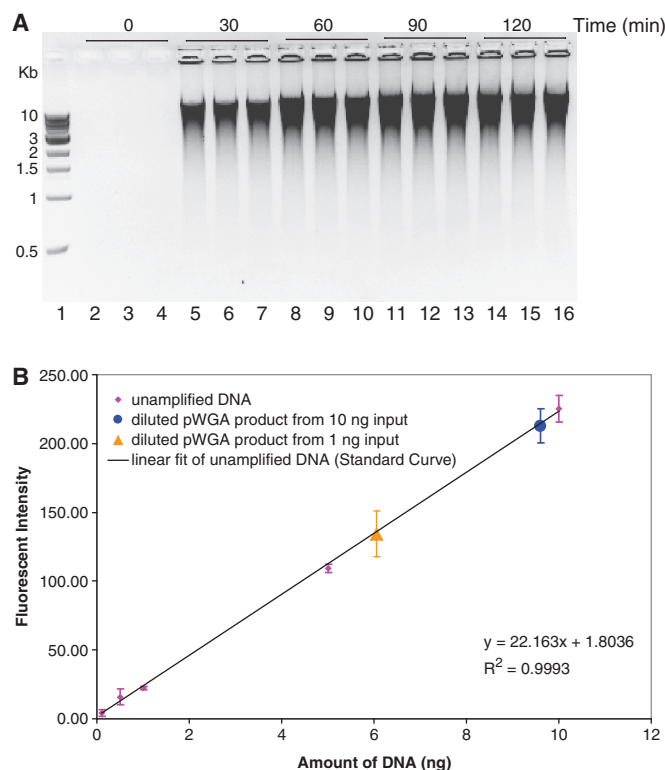 A
0 30 60 90 120 Time (min)
Kb
10
3
2
1.5
1
0.5
1 2 3 4 5 6 7 8 9 10 11 12 13 14 15 16
B
250.00
200.00
150.00
100.00
50.00
0.00
Fluorescent Intensity
unamplified DNA
diluted pWGA product from 10 ng input
diluted pWGA product from 1 ng input
linear fit of unamplified DNA (Standard Curve)
y = 22.163x + 1.8036
R² = 0.9993
0 2 4 6 8 10 12
Amount of DNA (ng)